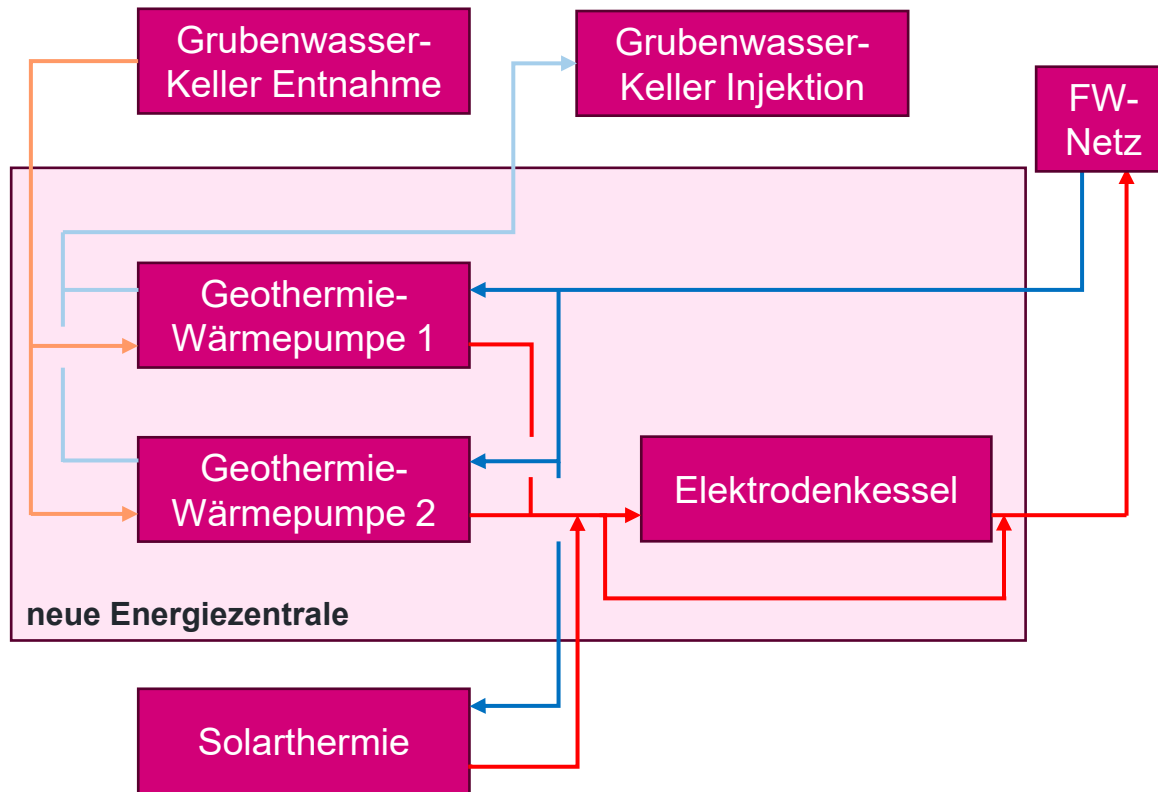 Grubenwasser-
Keller Entnahme
Grubenwasser-
Keller Injektion
FW-
Netz
Geothermie-
Wärmepumpe 1
Geothermie-
Wärmepumpe 2
Elektrodenkessel
neue Energiezentrale
Solarthermie